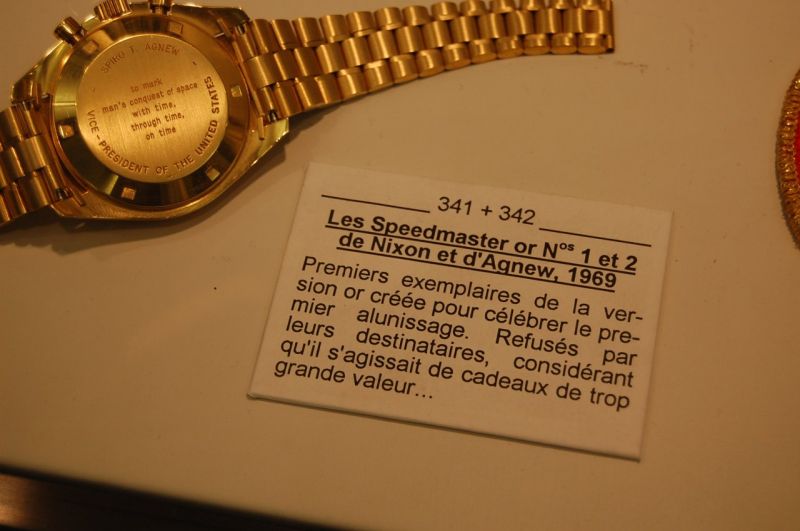 - SPIRO T. AGNEW -
to mark
man's conquest of space
with time,
through time,
on time
VICE-PRESIDENT OF THE UNITED STATES
341 + 342
Les Speedmaster or Nos 1 et 2
de Nixon et d'Agnew, 1969
Premiers exemplaires de la ver-
sion or créée pour célébrer le pre-
mier alunissage. Refusés par
leurs destinataires, considérant
qu'il s'agissait de cadeaux de trop
grande valeur...